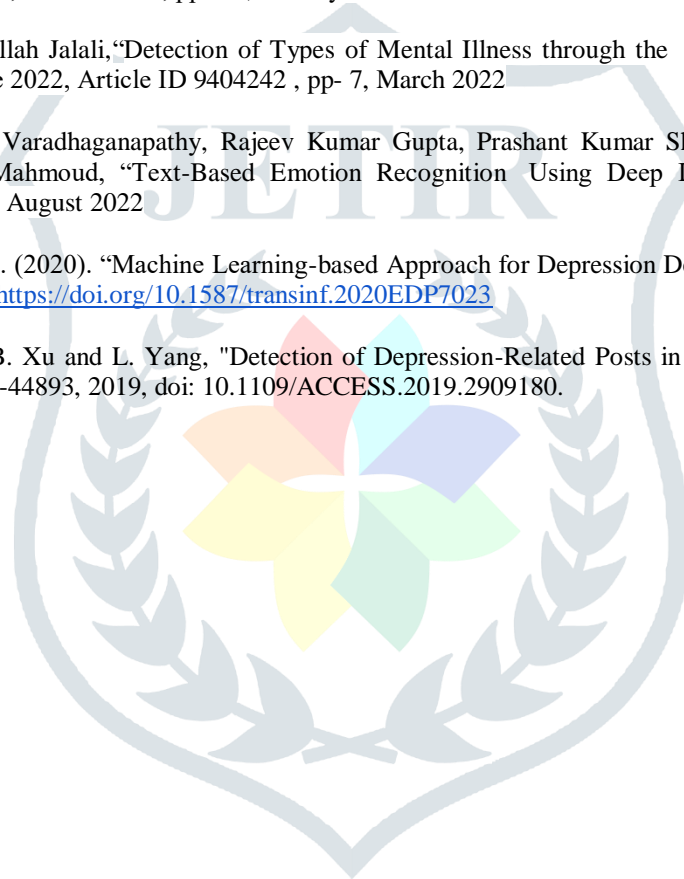 llah Jalali,“Detection of Types of Mental Illness through the
e 2022, Article ID 9404242 , pp- 7, March 2022
Varadhaganapathy, Rajeev Kumar Gupta, Prashant Kumar
Mahmoud, “Text-Based Emotion Recognition Using Deep
August 2022
JETIR
. (2020). “Machine Learning-based Approach for Depression
https://doi.org/10.1587/transinf.2020EDP7023
B. Xu and L. Yang, "Detection of Depression-Related Posts in
-44893, 2019, doi: 10.1109/ACCESS.2019.2909180.